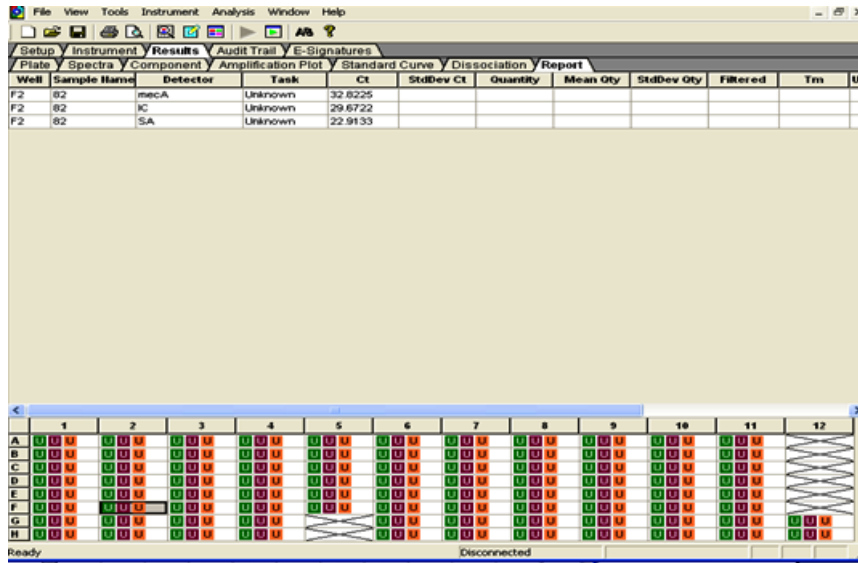 File View Tools Instrument Analysis Window Help
Setup Instrument Results Audit Trail E-Signatures
Plate Spectra Component Amplification Plot Standard Curve Dissociation Report
Well Sample Name Detector Task Ct StdDev Ct Quantity Mean Qty StdDev Qty Filtered Tm U
F2 82 mecA Unknown 32.8225
F2 82 IC Unknown 29.6722
F2 82 SA Unknown 22.9133
1 2 3 4 5 6 7 8 9 10 11 12
A U U U U U U U U U U U U U U U U U U U U U U U U U U U U U U U U U
B U U U U U U U U U U U U U U U U U U U U U U U U U U U U U U U U U
C U U U U U U U U U U U U U U U U U U U U U U U U U U U U U U U U U
D U U U U U U U U U U U U U U U U U U U U U U U U U U U U U U U U U
E U U U U U U U U U U U U U U U U U U U U U U U U U U U U U U U U U
F U U U U U U U U U U U U U U U U U U U U U U U U U U U U U U U U U
G U U U U U U U U U U U U U U U U U U U U U U U U U U U U U U U U U
H U U U U U U U U U U U U U U U U U U U U U U U U U U U U U U U U U
Ready Disconnected